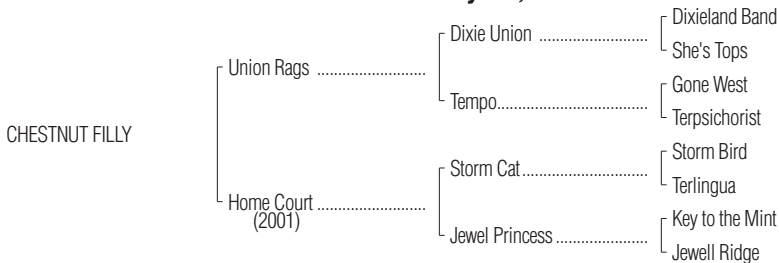 Dixieland Band
Dixie Union ........................
She's Tops
Union Rags ........................
Gone West
Tempo.................................
Terpsichorist
CHESTNUT FILLY
Storm Bird
Storm Cat ...........................
Terlingua
Home Court ........................
(2001)
Key to the Mint
Jewel Princess ....................
Jewell Ridge